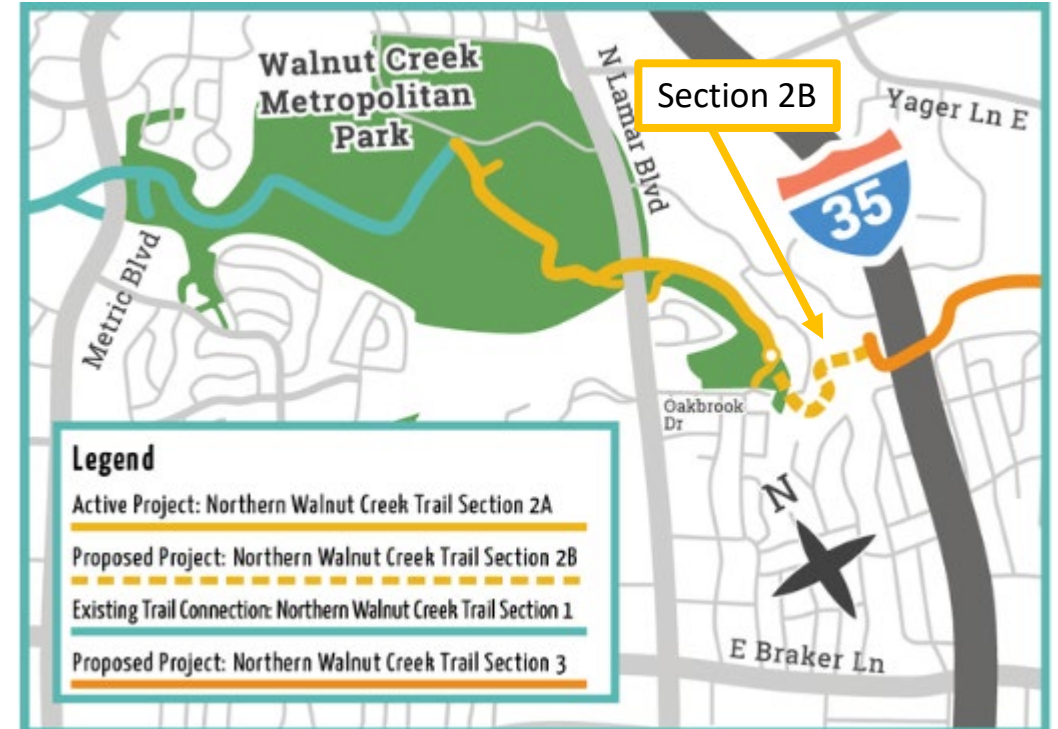 Walnut Creek
Metropolitan
Park
N Lamar Blvd
Section 2B
Yager Ln E
35
Metric Blvd
Oakbrook
Dr
Legend
Active Project: Northern Walnut Creek Trail Section 2A
Proposed Project: Northern Walnut Creek Trail Section 2B
Existing Trail Connection: Northern Walnut Creek Trail Section 1
Proposed Project: Northern Walnut Creek Trail Section 3
N
E Braker Ln